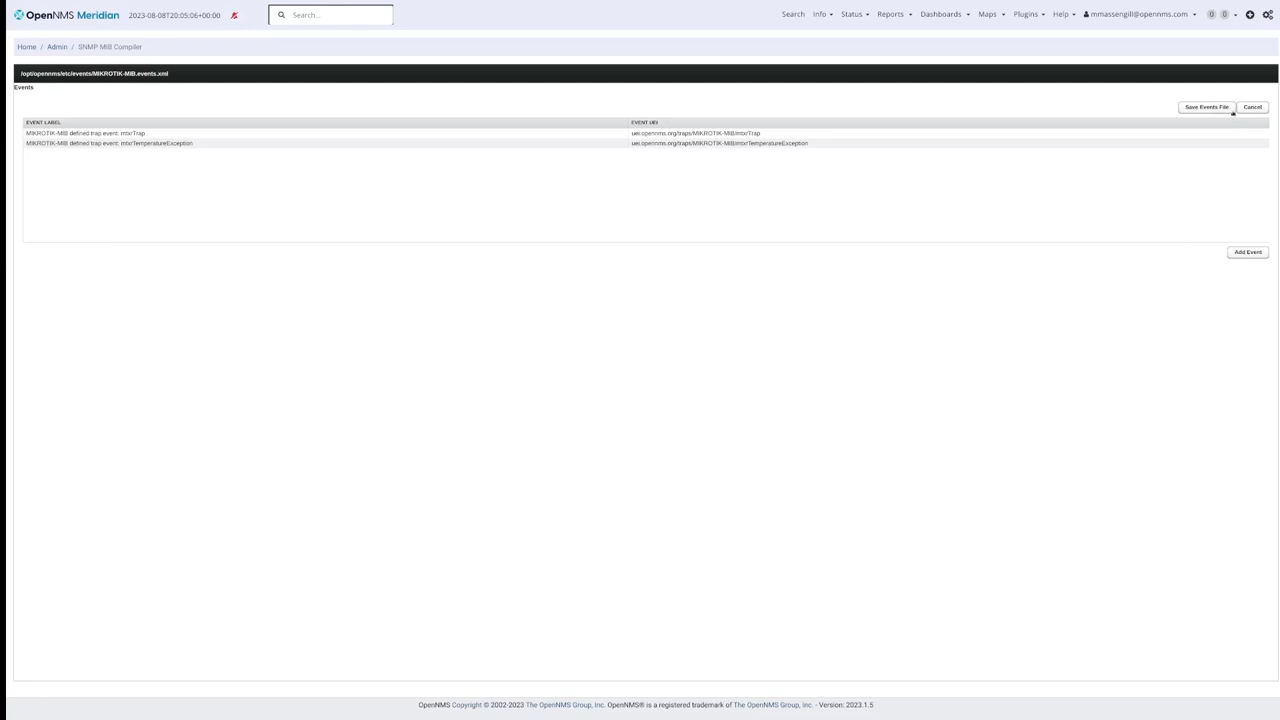 OpenNMS Meridian 2023-08-08T20:05:06+00:00 Search... Search Info Status Reports Dashboards Maps Plugins Help mmassengill@opennms.com 0 0
Home / Admin / SNMP MIB Compiler
/opt/opennms/etc/events/MIKROTIK-MIB.events.xml
Events
Save Events File Cancel
EVENT LABEL EVENT UEI
MIKROTIK-MIB defined trap event: mtxrTrap uei.opennms.org/traps/MIKROTIK-MIB/mtxrTrap
MIKROTIK-MIB defined trap event: mtxrTemperatureException uei.opennms.org/traps/MIKROTIK-MIB/mtxrTemperatureException
Add Event
OpenNMS Copyright © 2002-2023 The OpenNMS Group, Inc. OpenNMS® is a registered trademark of The OpenNMS Group, Inc. - Version: 2023.1.5